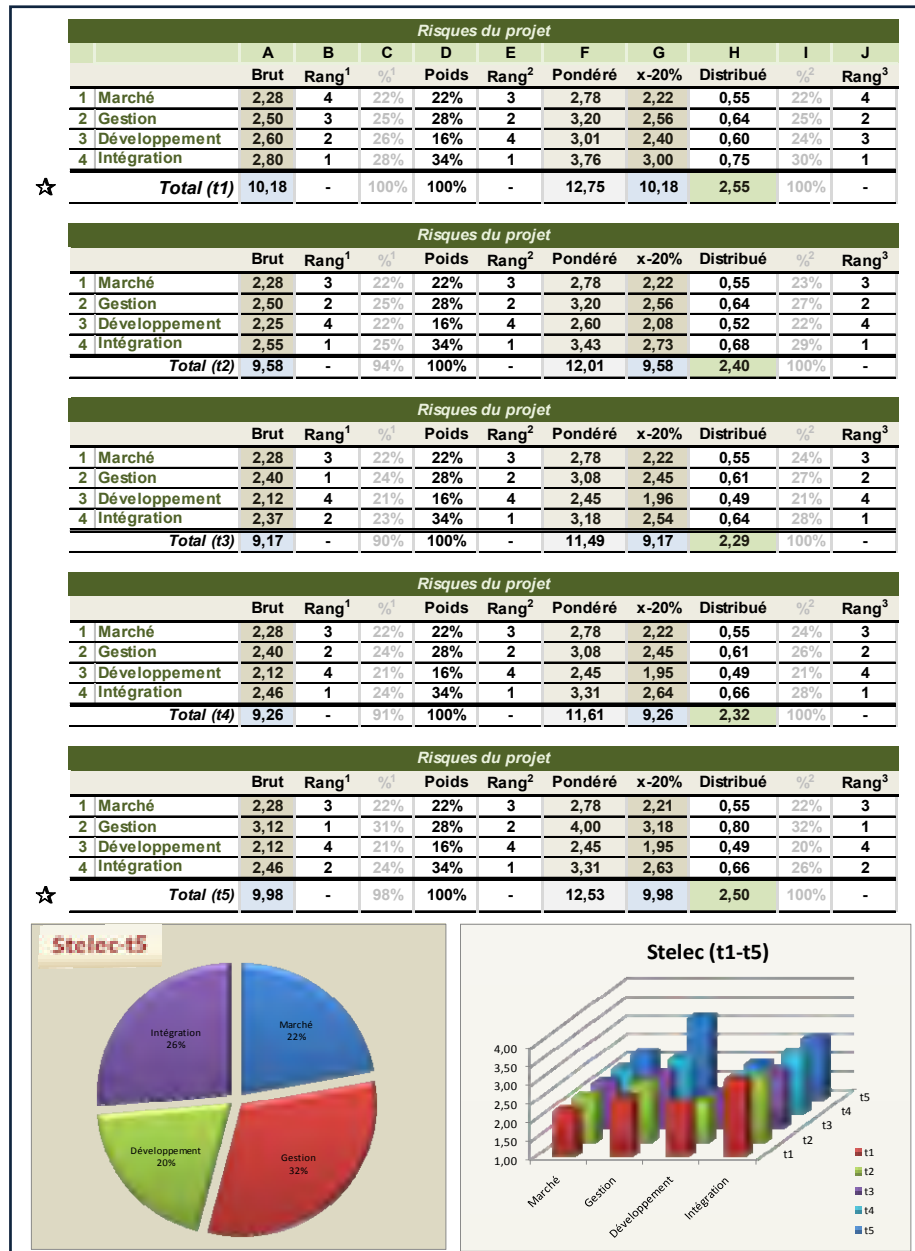 Risques du projet
A B C D E F G H I J
Brut Rang¹ %¹ Poids Rang² Pondéré x-20% Distribué %² Rang³
1 Marché 2,28 4 22% 22% 3 2,78 2,22 0,55 22% 4
2 Gestion 2,50 3 25% 28% 2 3,20 2,56 0,64 25% 2
3 Développement 2,60 2 26% 16% 4 3,01 2,40 0,60 24% 3
4 Intégration 2,80 1 28% 34% 1 3,76 3,00 0,75 30% 1
Total (t1) 10,18 - 100% 100% - 12,75 10,18 2,55 100% -
Risques du projet
Brut Rang¹ %¹ Poids Rang² Pondéré x-20% Distribué %² Rang³
1 Marché 2,28 3 22% 22% 3 2,78 2,22 0,55 23% 3
2 Gestion 2,50 2 25% 28% 2 3,20 2,56 0,64 27% 2
3 Développement 2,25 4 22% 16% 4 2,60 2,08 0,52 22% 4
4 Intégration 2,55 1 25% 34% 1 3,43 2,73 0,68 29% 1
Total (t2) 9,58 - 94% 100% - 12,01 9,58 2,40 100% -
Risques du projet
Brut Rang¹ %¹ Poids Rang² Pondéré x-20% Distribué %² Rang³
1 Marché 2,28 3 22% 22% 3 2,78 2,22 0,55 24% 3
2 Gestion 2,40 1 24% 28% 2 3,08 2,45 0,61 27% 2
3 Développement 2,12 4 21% 16% 4 2,45 1,96 0,49 21% 4
4 Intégration 2,37 2 23% 34% 1 3,18 2,54 0,64 28% 1
Total (t3) 9,17 - 90% 100% - 11,49 9,17 2,29 100% -
Risques du projet
Brut Rang¹ %¹ Poids Rang² Pondéré x-20% Distribué %² Rang³
1 Marché 2,28 3 22% 22% 3 2,78 2,22 0,55 24% 3
2 Gestion 2,40 2 24% 28% 2 3,08 2,45 0,61 26% 2
3 Développement 2,12 4 21% 16% 4 2,45 1,95 0,49 21% 4
4 Intégration 2,46 1 24% 34% 1 3,31 2,64 0,66 28% 1
Total (t4) 9,26 - 91% 100% - 11,61 9,26 2,32 100% -
Risques du projet
Brut Rang¹ %¹ Poids Rang² Pondéré x-20% Distribué %² Rang³
1 Marché 2,28 3 22% 22% 3 2,78 2,21 0,55 22% 3
2 Gestion 3,12 1 31% 28% 2 4,00 3,18 0,80 32% 1
3 Développement 2,12 4 21% 16% 4 2,45 1,95 0,49 20% 4
4 Intégration 2,46 2 24% 34% 1 3,31 2,63 0,66 26% 2
Total (t5) 9,98 - 98% 100% - 12,53 9,98 2,50 100% -
Stelec-t5
Intégration
26%
Marché
22%
Développement
20%
Gestion
32%
Stelec (t1-t5)
4,00
3,50
3,00
2,50
2,00
1,50
1,00
Marché
Gestion
Développement
Intégration
t1
t2
t3
t4
t5
t1
t2
t3
t4
t5